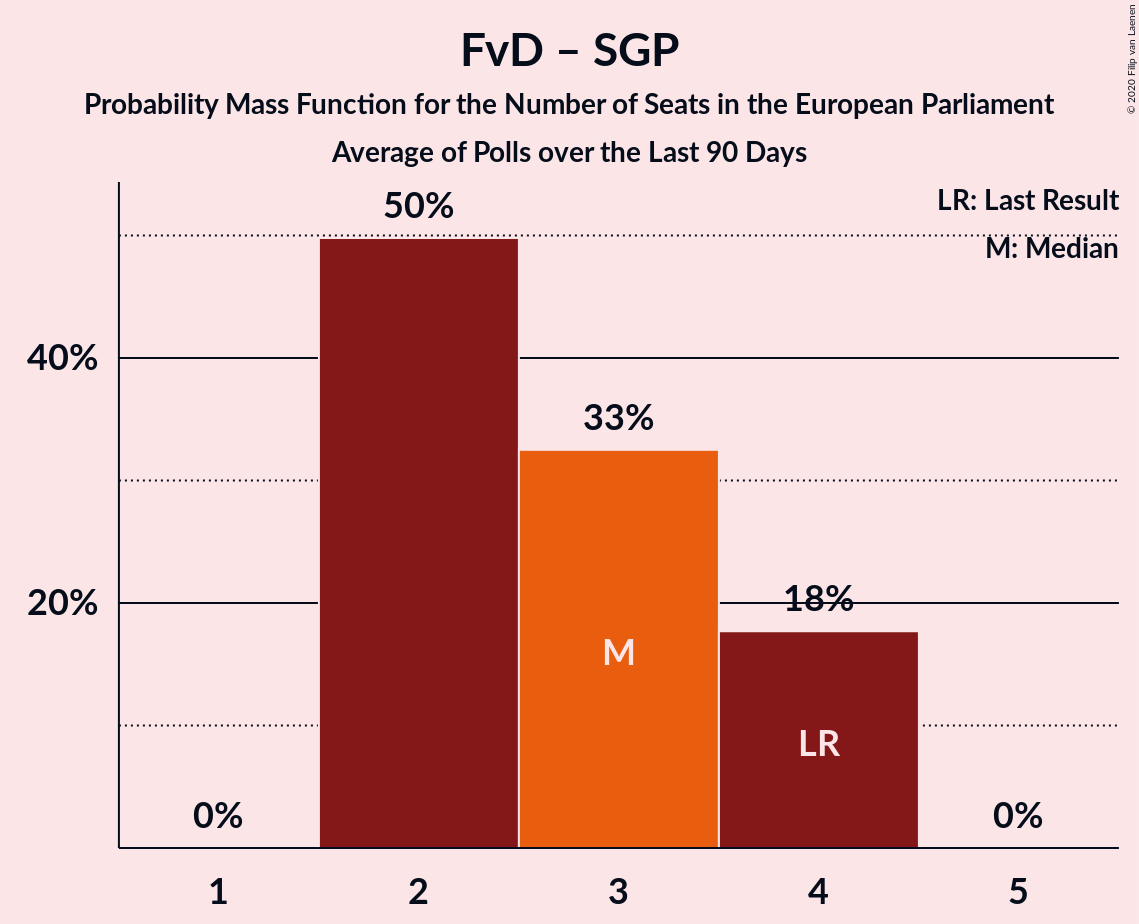 FvD – SGP
Probability Mass Function for the Number of Seats in the European Parliament
Average of Polls over the Last 90 Days
© 2020 Filip van Laenen
LR: Last Result
M: Median
50%
40%
33%
20%
18%
M
LR
0%
0%
1 2 3 4 5